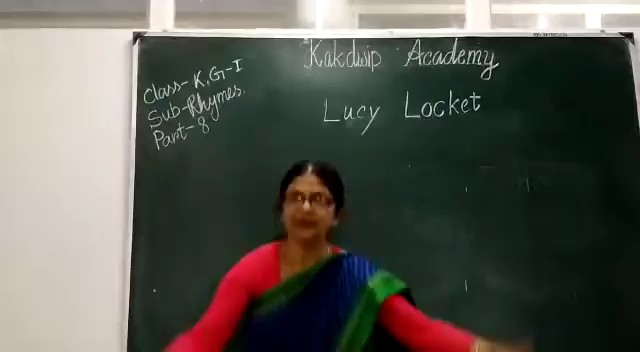 Kakdwip Academy
Class- K.G-I
Sub-Rhymes.
Part- 8
Lucy Locket